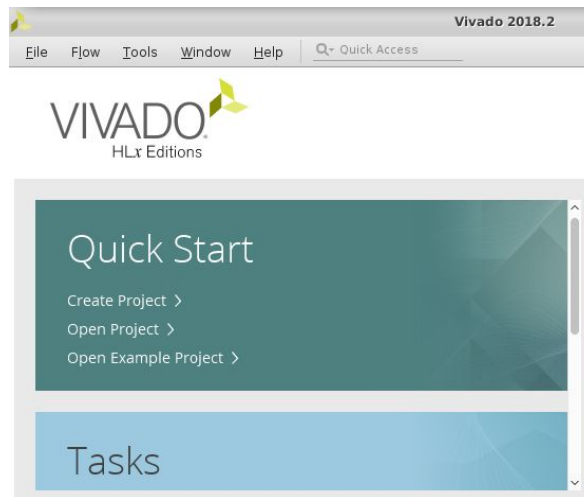 Vivado 2018.2
File Flow Tools Window Help Quick Access
VIVADO.
HLx Editions
Quick Start
Create Project >
Open Project >
Open Example Project >
Tasks